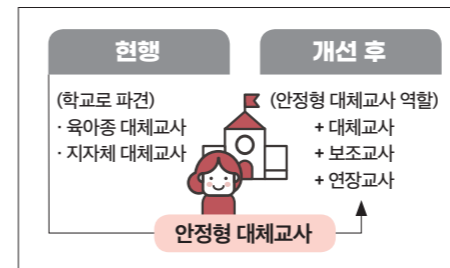 현행
(학교로 파견)
· 육아종 대체교사
· 지자체 대체교사
개선 후
(안정형 대체교사 역할)
+ 대체교사
+ 보조교사
+ 연장교사
안정형 대체교사